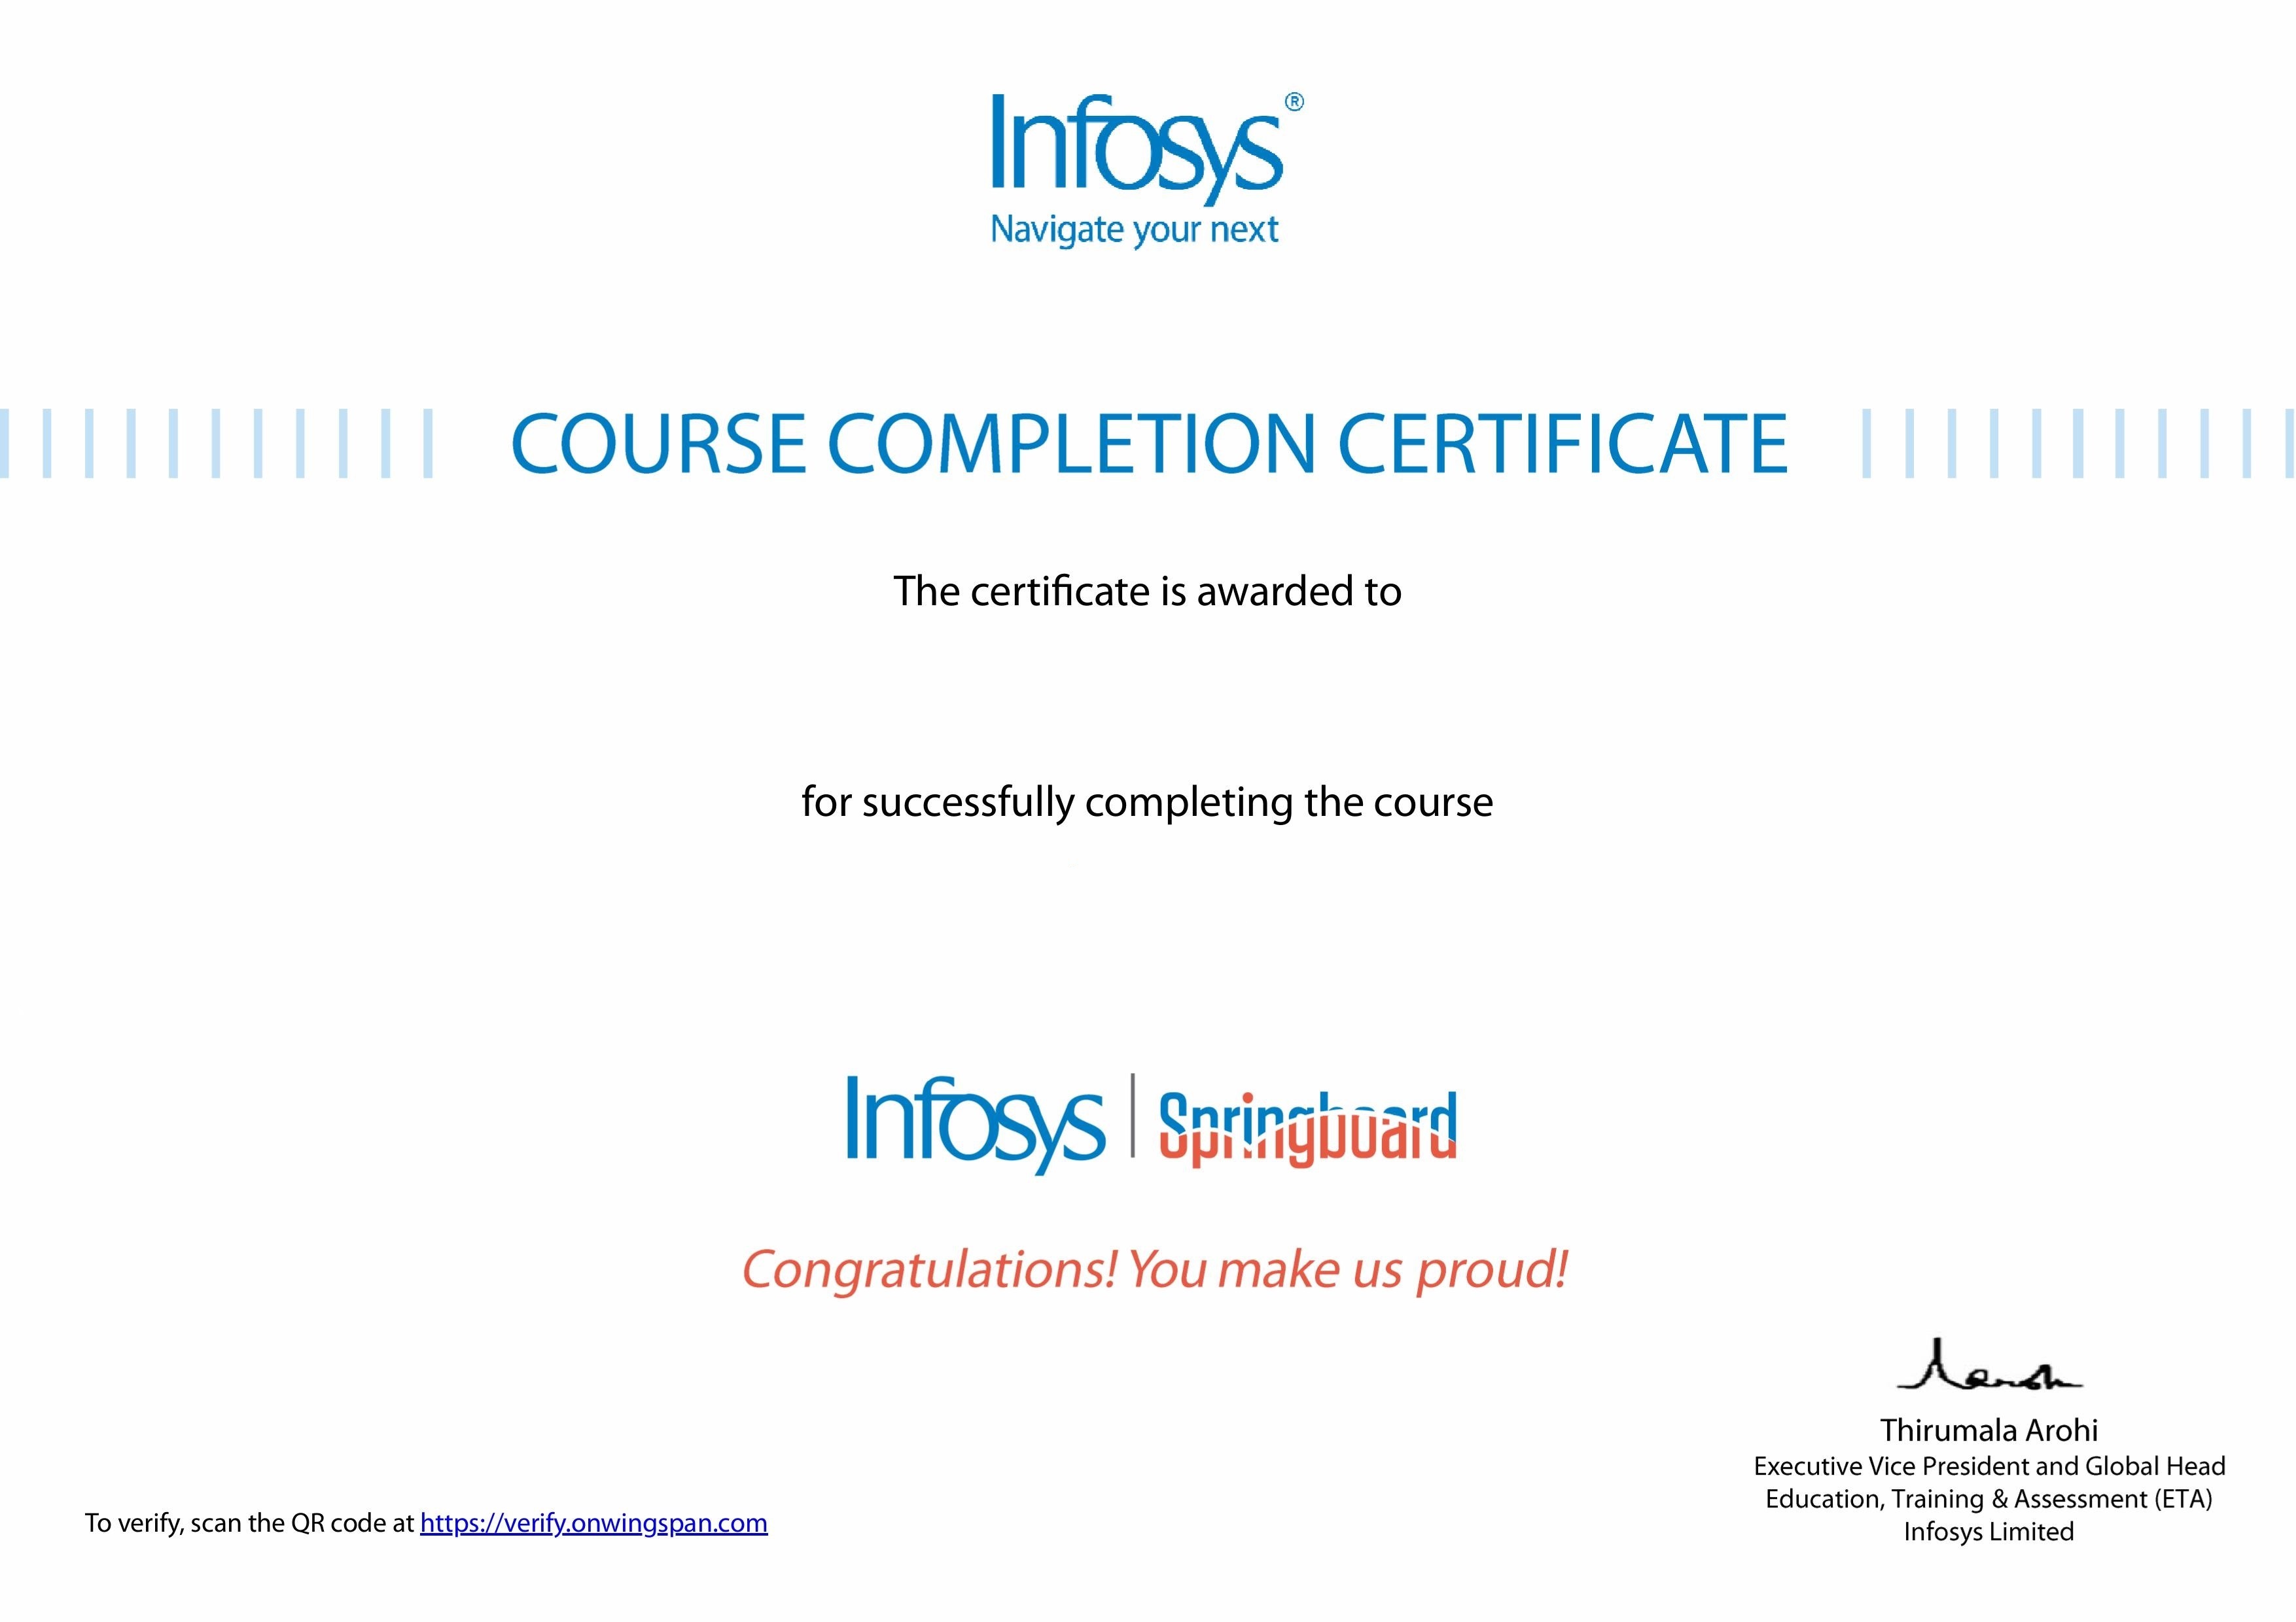 Infosys®
Navigate your next
COURSE COMPLETION CERTIFICATE
The certificate is awarded to
for successfully completing the course
Infosys | Springboard
Congratulations! You make us proud!
Thirumala Arohi
Executive Vice President and Global Head
Education, Training & Assessment (ETA)
Infosys Limited
To verify, scan the QR code at https://verify.onwingspan.com